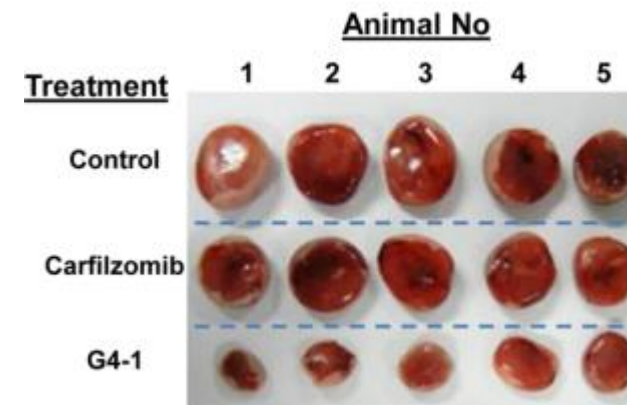 Animal No
Treatment 1 2 3 4 5
Control
Carfilzomib
G4-1